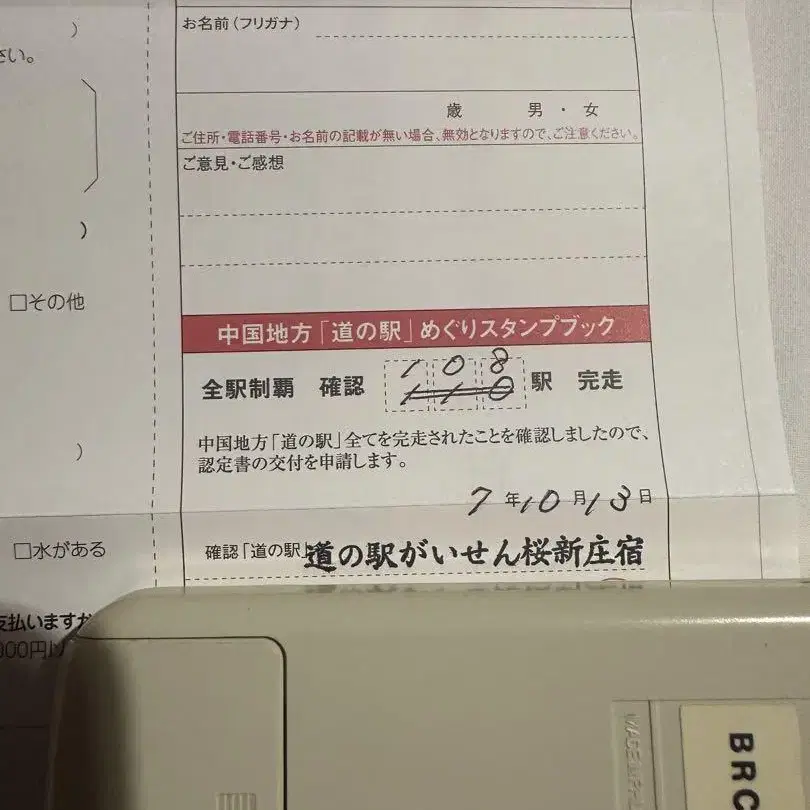 お名前(フリガナ)
さい。
歳 男・女
ご住所・電話番号・お名前の記載が無い場合、無効となりますので、ご注意ください。
ご意見・ご感想
□その他
中国地方「道の駅」めぐりスタンプブック
108
全駅制覇 確認 110 駅 完走
中国地方「道の駅」全てを完走されたことを確認しましたので、
認定書の交付を申請します。
7年10月13日
□水がある
確認「道の駅」道の駅がいせん桜新庄宿
支払いますか
000円以
MADE IN
BRC